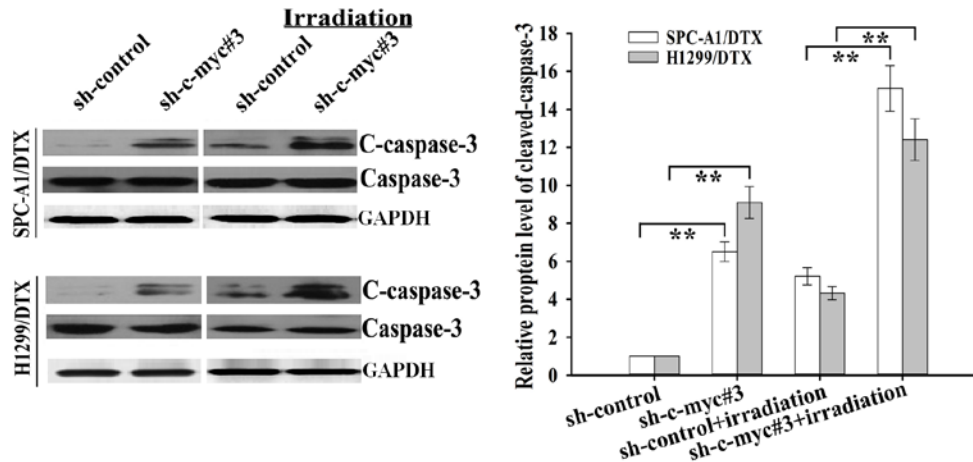 Irradiation
sh-control
sh-c-myc#3
sh-control
sh-c-myc#3
SPC-A1/DTX
C-caspase-3
Caspase-3
GAPDH
H1299/DTX
C-caspase-3
Caspase-3
GAPDH
Relative proptein level of cleaved-caspase-3
18
16
14
12
10
8
6
4
2
0
SPC-A1/DTX
H1299/DTX
**
**
**
**
sh-control
sh-c-myc#3
sh-control+irradiation
sh-c-myc#3+irradiation